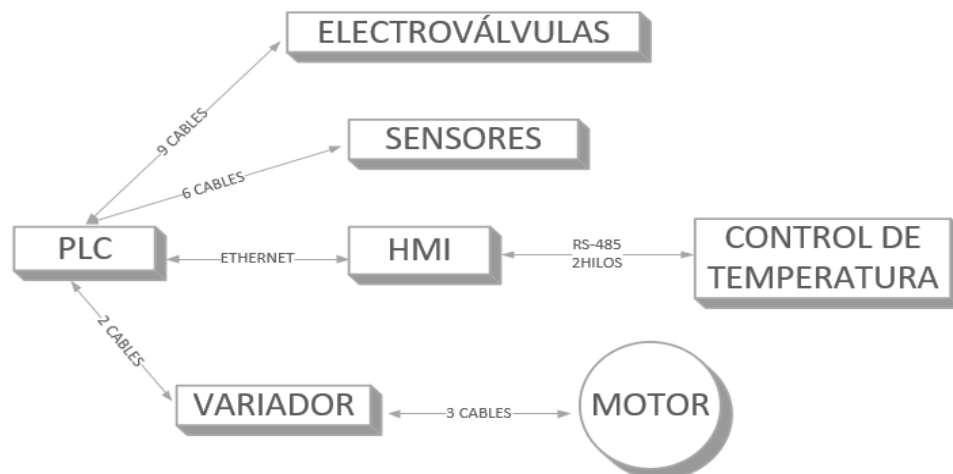 ELECTROVÁLVULAS
9 CABLES
SENSORES
6 CABLES
PLC
ETHERNET
HMI
RS-485
2HILOS
CONTROL DE
TEMPERATURA
2 CABLES
VARIADOR
3 CABLES
MOTOR